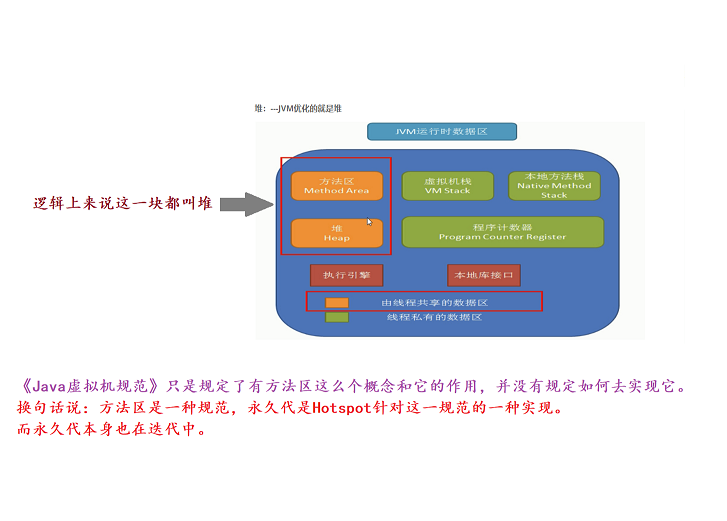 堆：---JVM优化的就是堆
JVM运行时数据区
方法区
Method Area
虚拟机栈
VM Stack
本地方法栈
Native Method
Stack
逻辑上来说这一块都叫堆
堆
Heap
程序计数器
Program Counter Register
执行引擎
本地库接口
由线程共享的数据区
线程私有的数据区
《Java虚拟机规范》只是规定了有方法区这么个概念和它的作用，并没有规定如何去实现它。
换句话说：方法区是一种规范，永久代是Hotspot针对这一规范的一种实现。
而永久代本身也在迭代中。